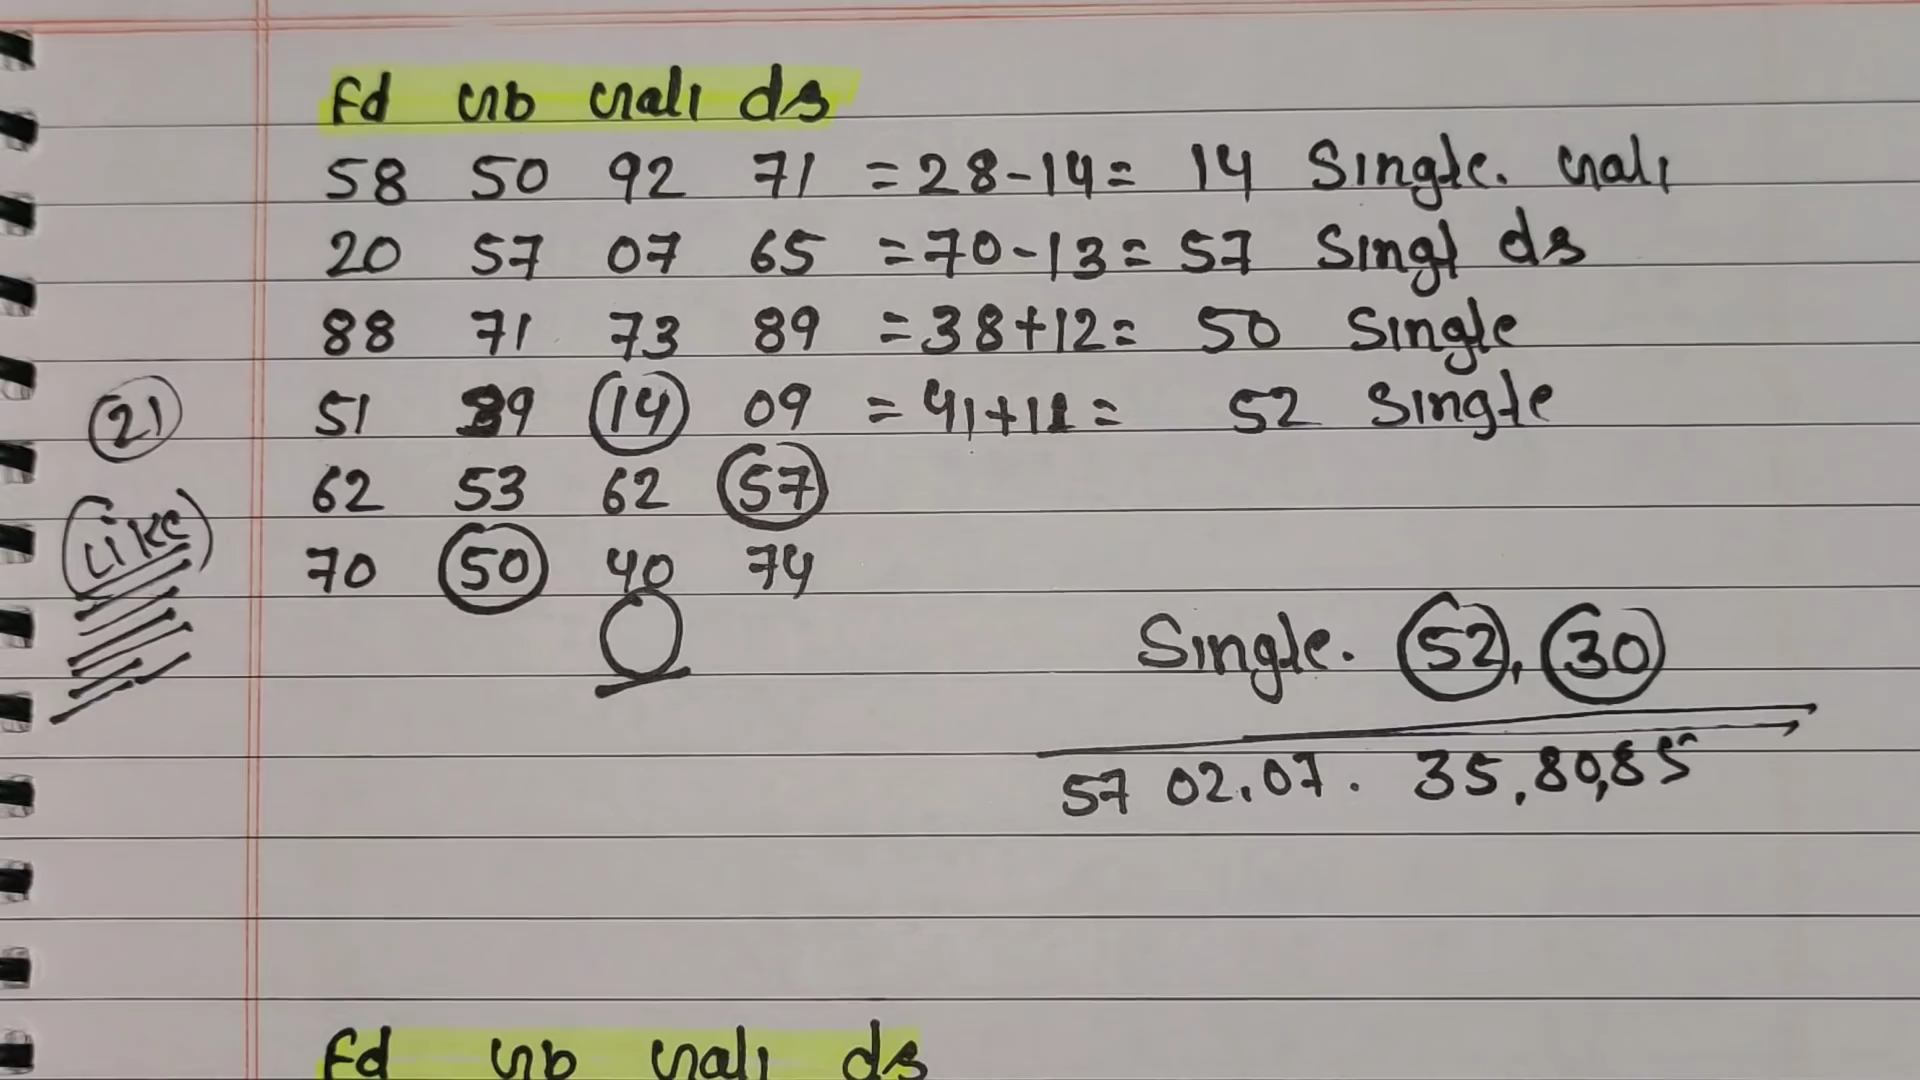 Fd Gb Gali ds
58 50 92 71 = 28-14= 14 Single. Gali
20 57 07 65 = 70-13= 57 Singl ds
88 71 73 89 = 38+12= 50 Single
21 51 39 14 09 = 41+11= 52 Single
62 53 62 57
Like
70 50 40 74
Single. 52, 30
57 02.07. 35,80,85
Fd Gb Gali ds